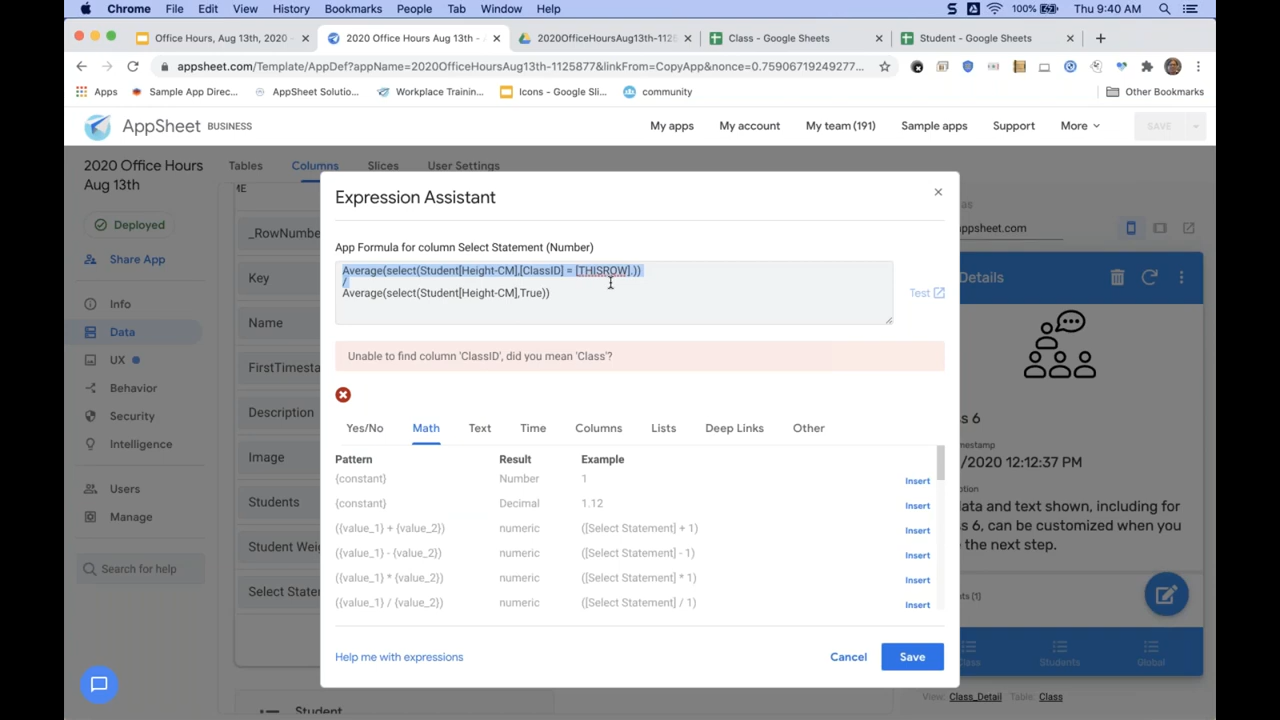 Chrome File Edit View History Bookmarks People Tab Window Help 100% Thu 9:40 AM
Office Hours, Aug 13th, 2020 2020 Office Hours Aug 13th - 2020OfficeHoursAug13th-112 Class - Google Sheets Student - Google Sheets
appsheet.com/Template/AppDef?appName=2020OfficeHoursAug13th-1125877&linkFrom=CopyApp&nonce=0.75906719249277...
Apps Sample App Direc... AppSheet Solutio... Workplace Trainin... Icons - Google Sli... community Other Bookmarks
AppSheet BUSINESS My apps My account My team (191) Sample apps Support More SAVE
2020 Office Hours
Aug 13th
Tables Columns Slices User Settings
Deployed
Share App
Info
Data
UX
Behavior
Security
Intelligence
Users
Manage
Search for help
ME
_RowNumbe
Key
Name
FirstTimesta
Description
Image
Students
Student Weig
Select Stater
Student
Expression Assistant
App Formula for column Select Statement (Number)
Average(select(Student[Height-CM],[ClassID] = [THISROW].))
/
Average(select(Student[Height-CM],True))
Test
Unable to find column 'ClassID', did you mean 'Class'?
Yes/No Math Text Time Columns Lists Deep Links Other
Pattern Result Example
{constant} Number 1 Insert
{constant} Decimal 1.12 Insert
({value_1} + {value_2}) numeric ([Select Statement] + 1) Insert
({value_1} - {value_2}) numeric ([Select Statement] - 1) Insert
({value_1} * {value_2}) numeric ([Select Statement] * 1) Insert
({value_1} / {value_2}) numeric ([Select Statement] / 1) Insert
Help me with expressions Cancel Save
as
ppsheet.com
Details
s 6
mestamp
/2020 12:12:37 PM
ption
ata and text shown, including for
s 6, can be customized when you
the next step.
nts [1]
lass Students Global
View: Class_Detail Table: Class